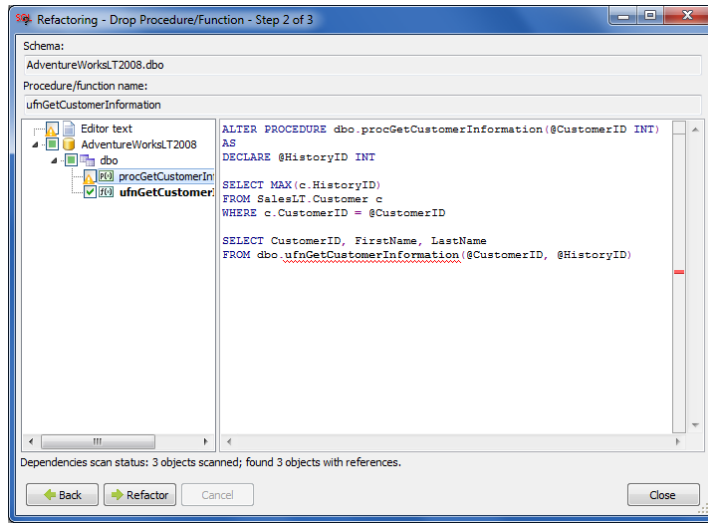 Refactoring - Drop Procedure/Function - Step 2 of 3
Schema:
AdventureWorksLT2008.dbo
Procedure/function name:
ufnGetCustomerInformation
Editor text
AdventureWorksLT2008
dbo
procGetCustomerIn
ufnGetCustomer
ALTER PROCEDURE dbo.procGetCustomerInformation(@CustomerID INT)
AS
DECLARE @HistoryID INT
SELECT MAX(c.HistoryID)
FROM SalesLT.Customer c
WHERE c.CustomerID = @CustomerID
SELECT CustomerID, FirstName, LastName
FROM dbo.ufnGetCustomerInformation(@CustomerID, @HistoryID)
Dependencies scan status: 3 objects scanned; found 3 objects with references.
Back
Refactor
Cancel
Close